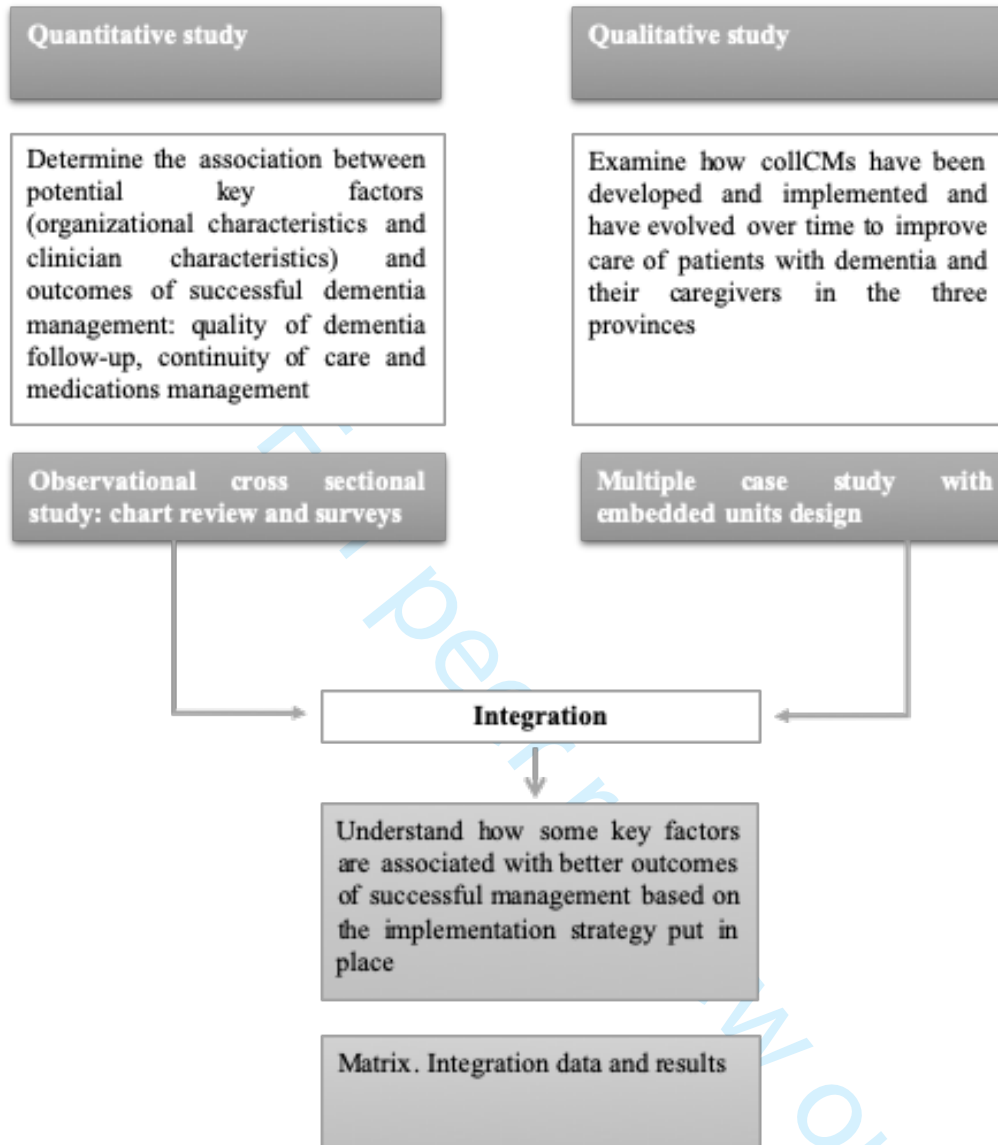 Quantitative study
Determine the association between
potential key factors
(organizational characteristics and
clinician characteristics) and
outcomes of successful dementia
management: quality of dementia
follow-up, continuity of care and
medications management
Observational cross sectional
study: chart review and surveys
Qualitative study
Examine how collCMs have been
developed and implemented and
have evolved over time to improve
care of patients with dementia and
their caregivers in the three
provinces
Multiple case study with
embedded units design
Integration
Understand how some key factors
are associated with better outcomes
of successful management based on
the implementation strategy put in
place
Matrix. Integration data and results